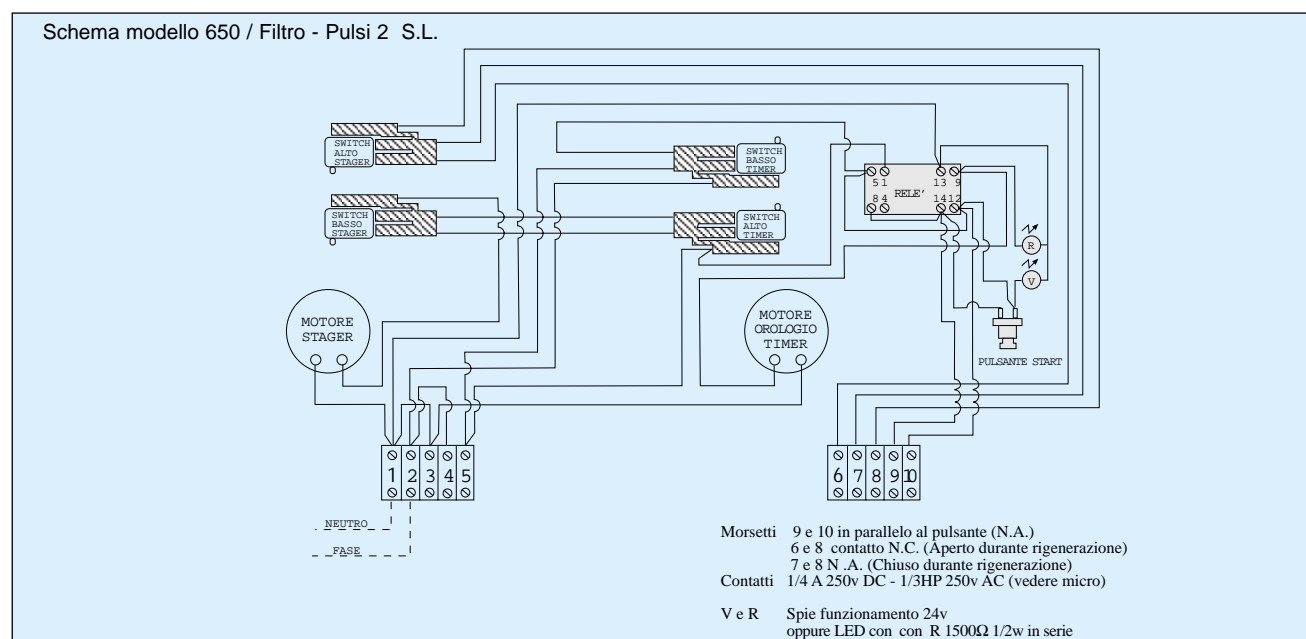 Schema modello 650 / Filtro - Pulsi 2 S.L.
SWITCH
ALTO
STAGER
SWITCH
BASSO
STAGER
SWITCH
BASSO
TIMER
SWITCH
ALTO
TIMER
5 1 13 9
RELE'
8 4 14 12
R
V
PULSANTE START
MOTORE
STAGER
MOTORE
OROLOGIO
TIMER
1 2 3 4 5
6 7 8 9 10
NEUTRO
FASE
Morsetti 9 e 10 in parallelo al pulsante (N.A.)
6 e 8 contatto N.C. (Aperto durante rigenerazione)
7 e 8 N .A. (Chiuso durante rigenerazione)
Contatti 1/4 A 250v DC - 1/3HP 250v AC (vedere micro)
V e R Spie funzionamento 24v
oppure LED con con R 1500Ω 1/2w in serie